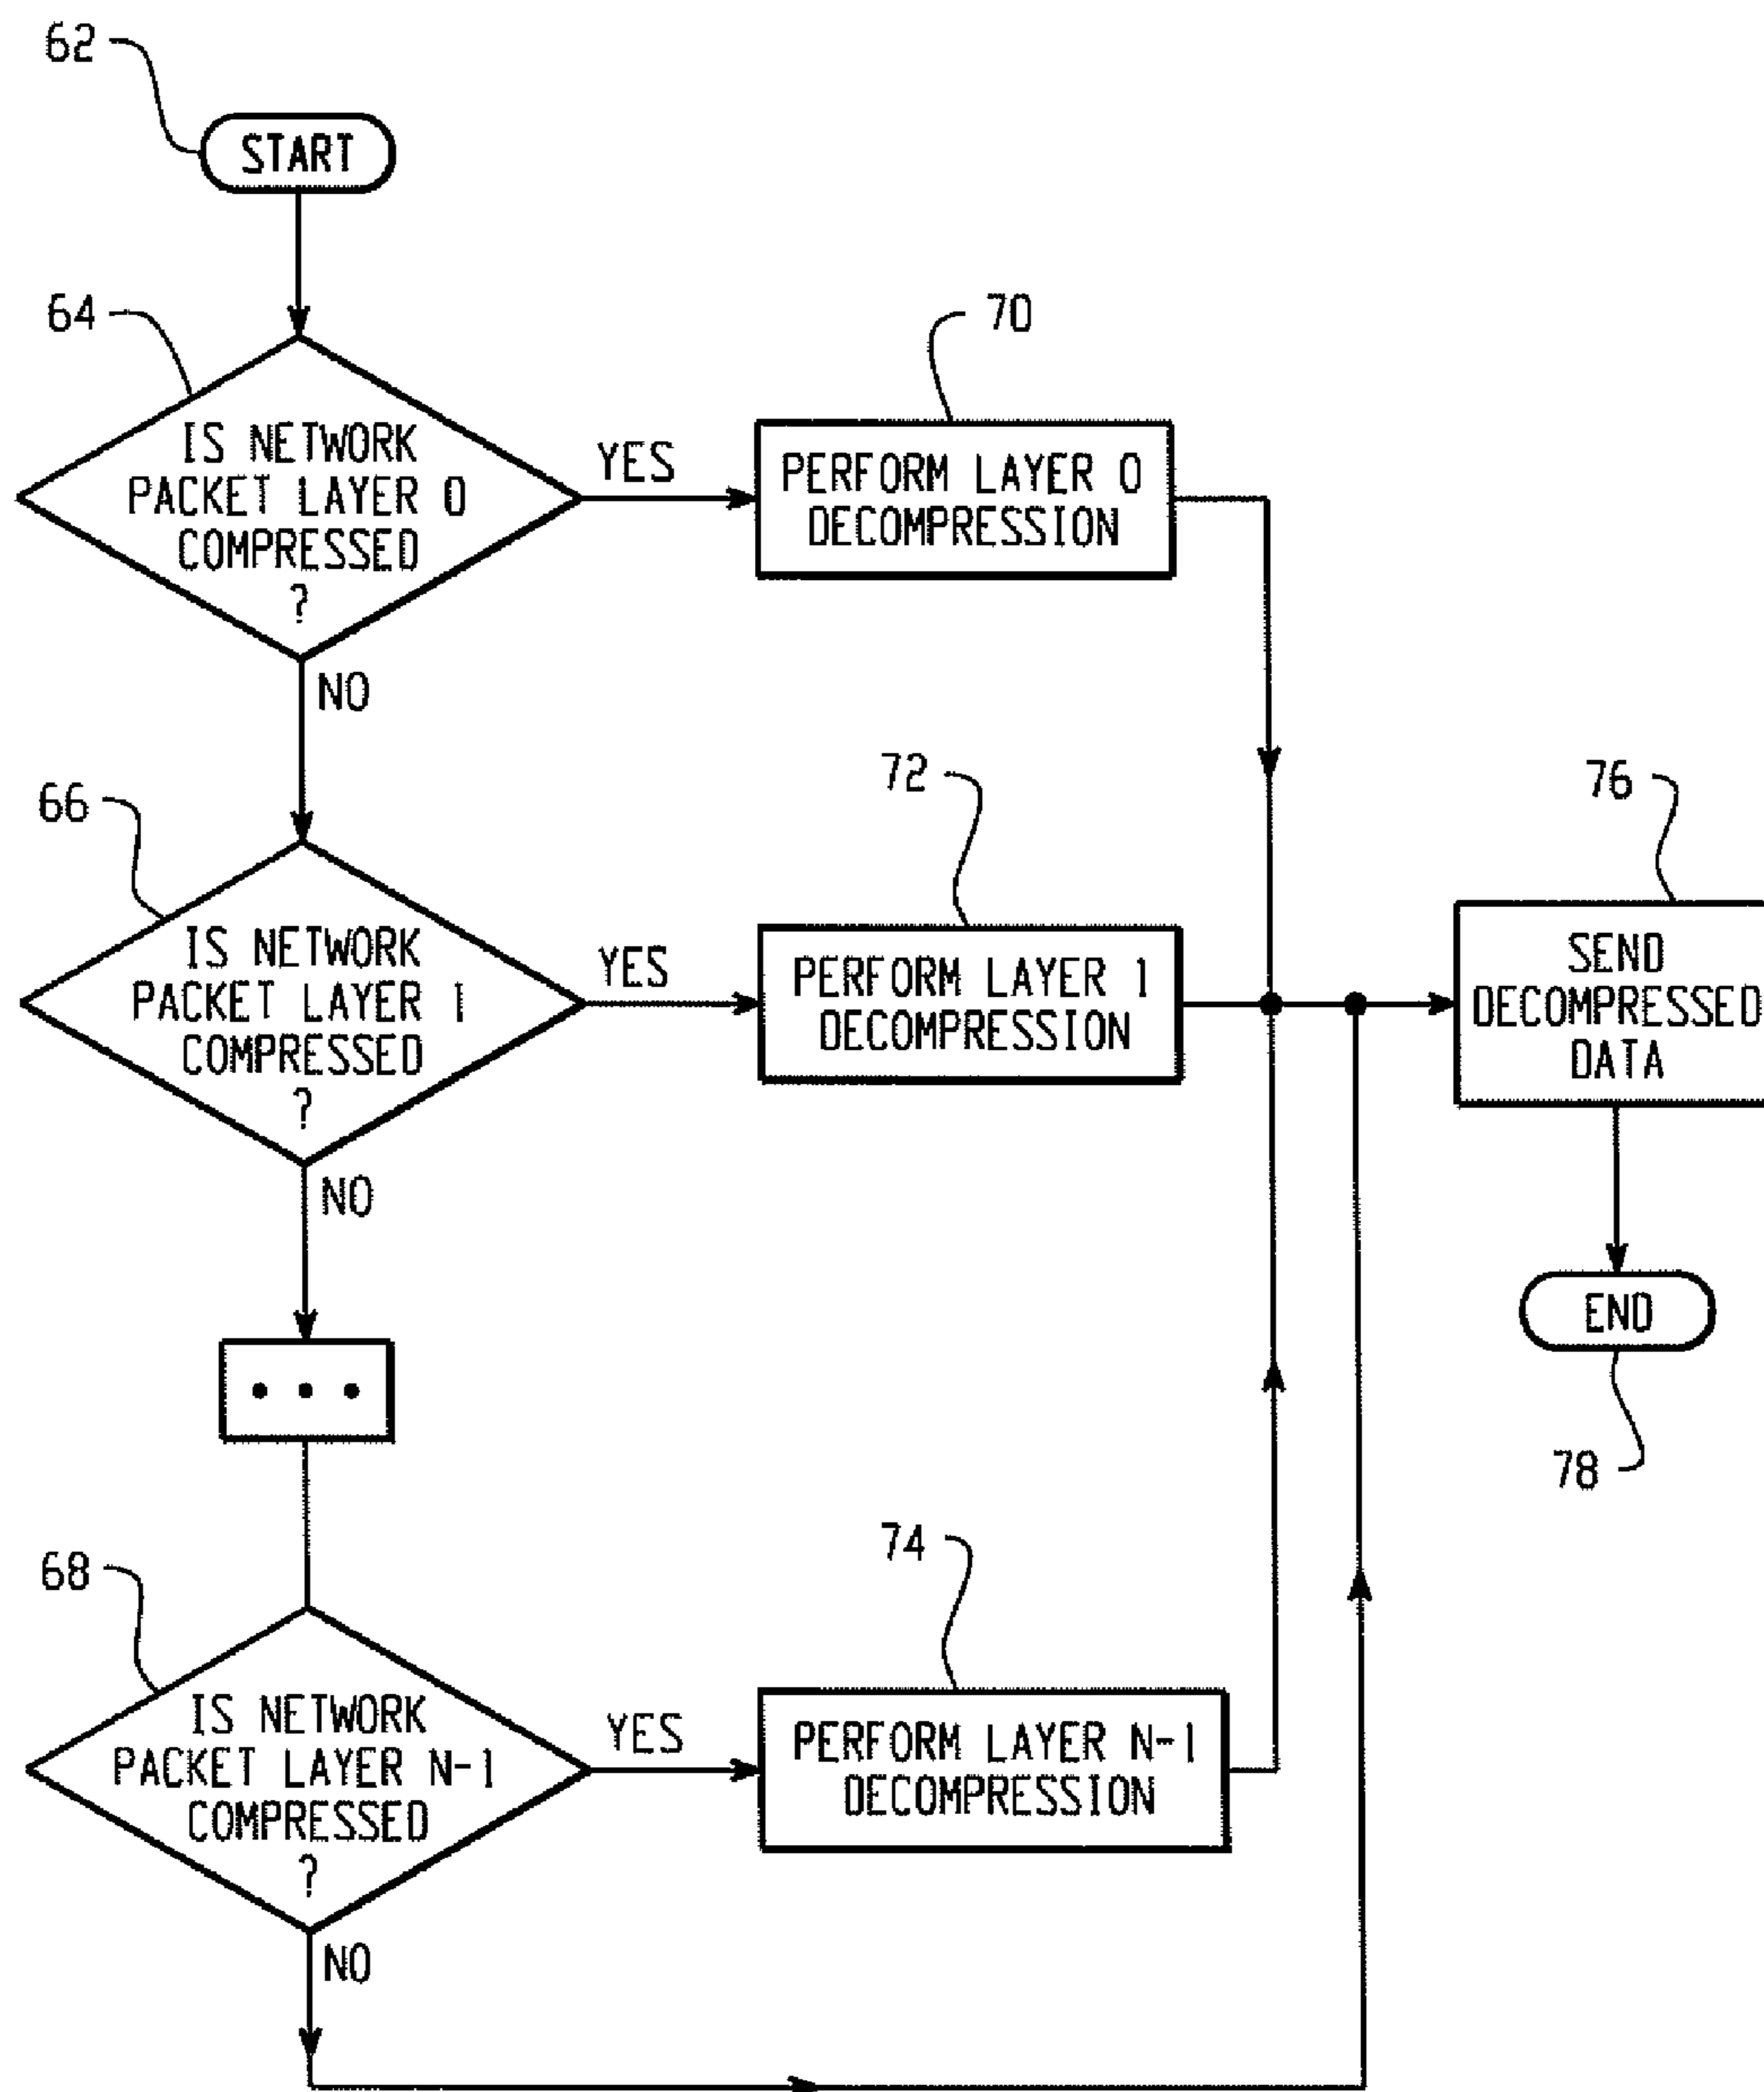 62
START
64
IS NETWORK
PACKET LAYER 0
COMPRESSED
?
YES
NO
70
PERFORM LAYER 0
DECOMPRESSION
66
IS NETWORK
PACKET LAYER 1
COMPRESSED
?
YES
NO
72
PERFORM LAYER 1
DECOMPRESSION
76
SEND
DECOMPRESSED
DATA
END
78
• • •
68
IS NETWORK
PACKET LAYER N-1
COMPRESSED
?
YES
NO
74
PERFORM LAYER N-1
DECOMPRESSION